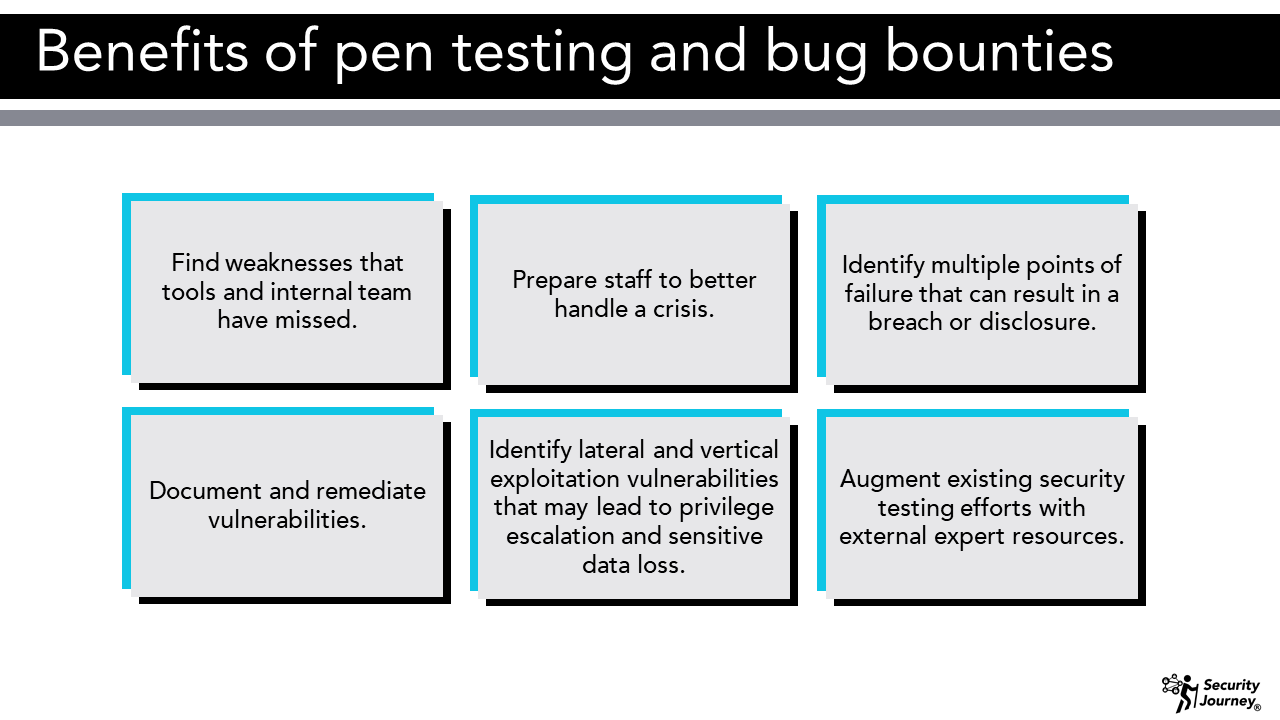 Benefits of pen testing and bug bounties
Find weaknesses that
tools and internal team
have missed.
Prepare staff to better
handle a crisis.
Identify multiple points of
failure that can result in a
breach or disclosure.
Document and remediate
vulnerabilities.
Identify lateral and vertical
exploitation vulnerabilities
that may lead to privilege
escalation and sensitive
data loss.
Augment existing security
testing efforts with
external expert resources.
Security
Journey®